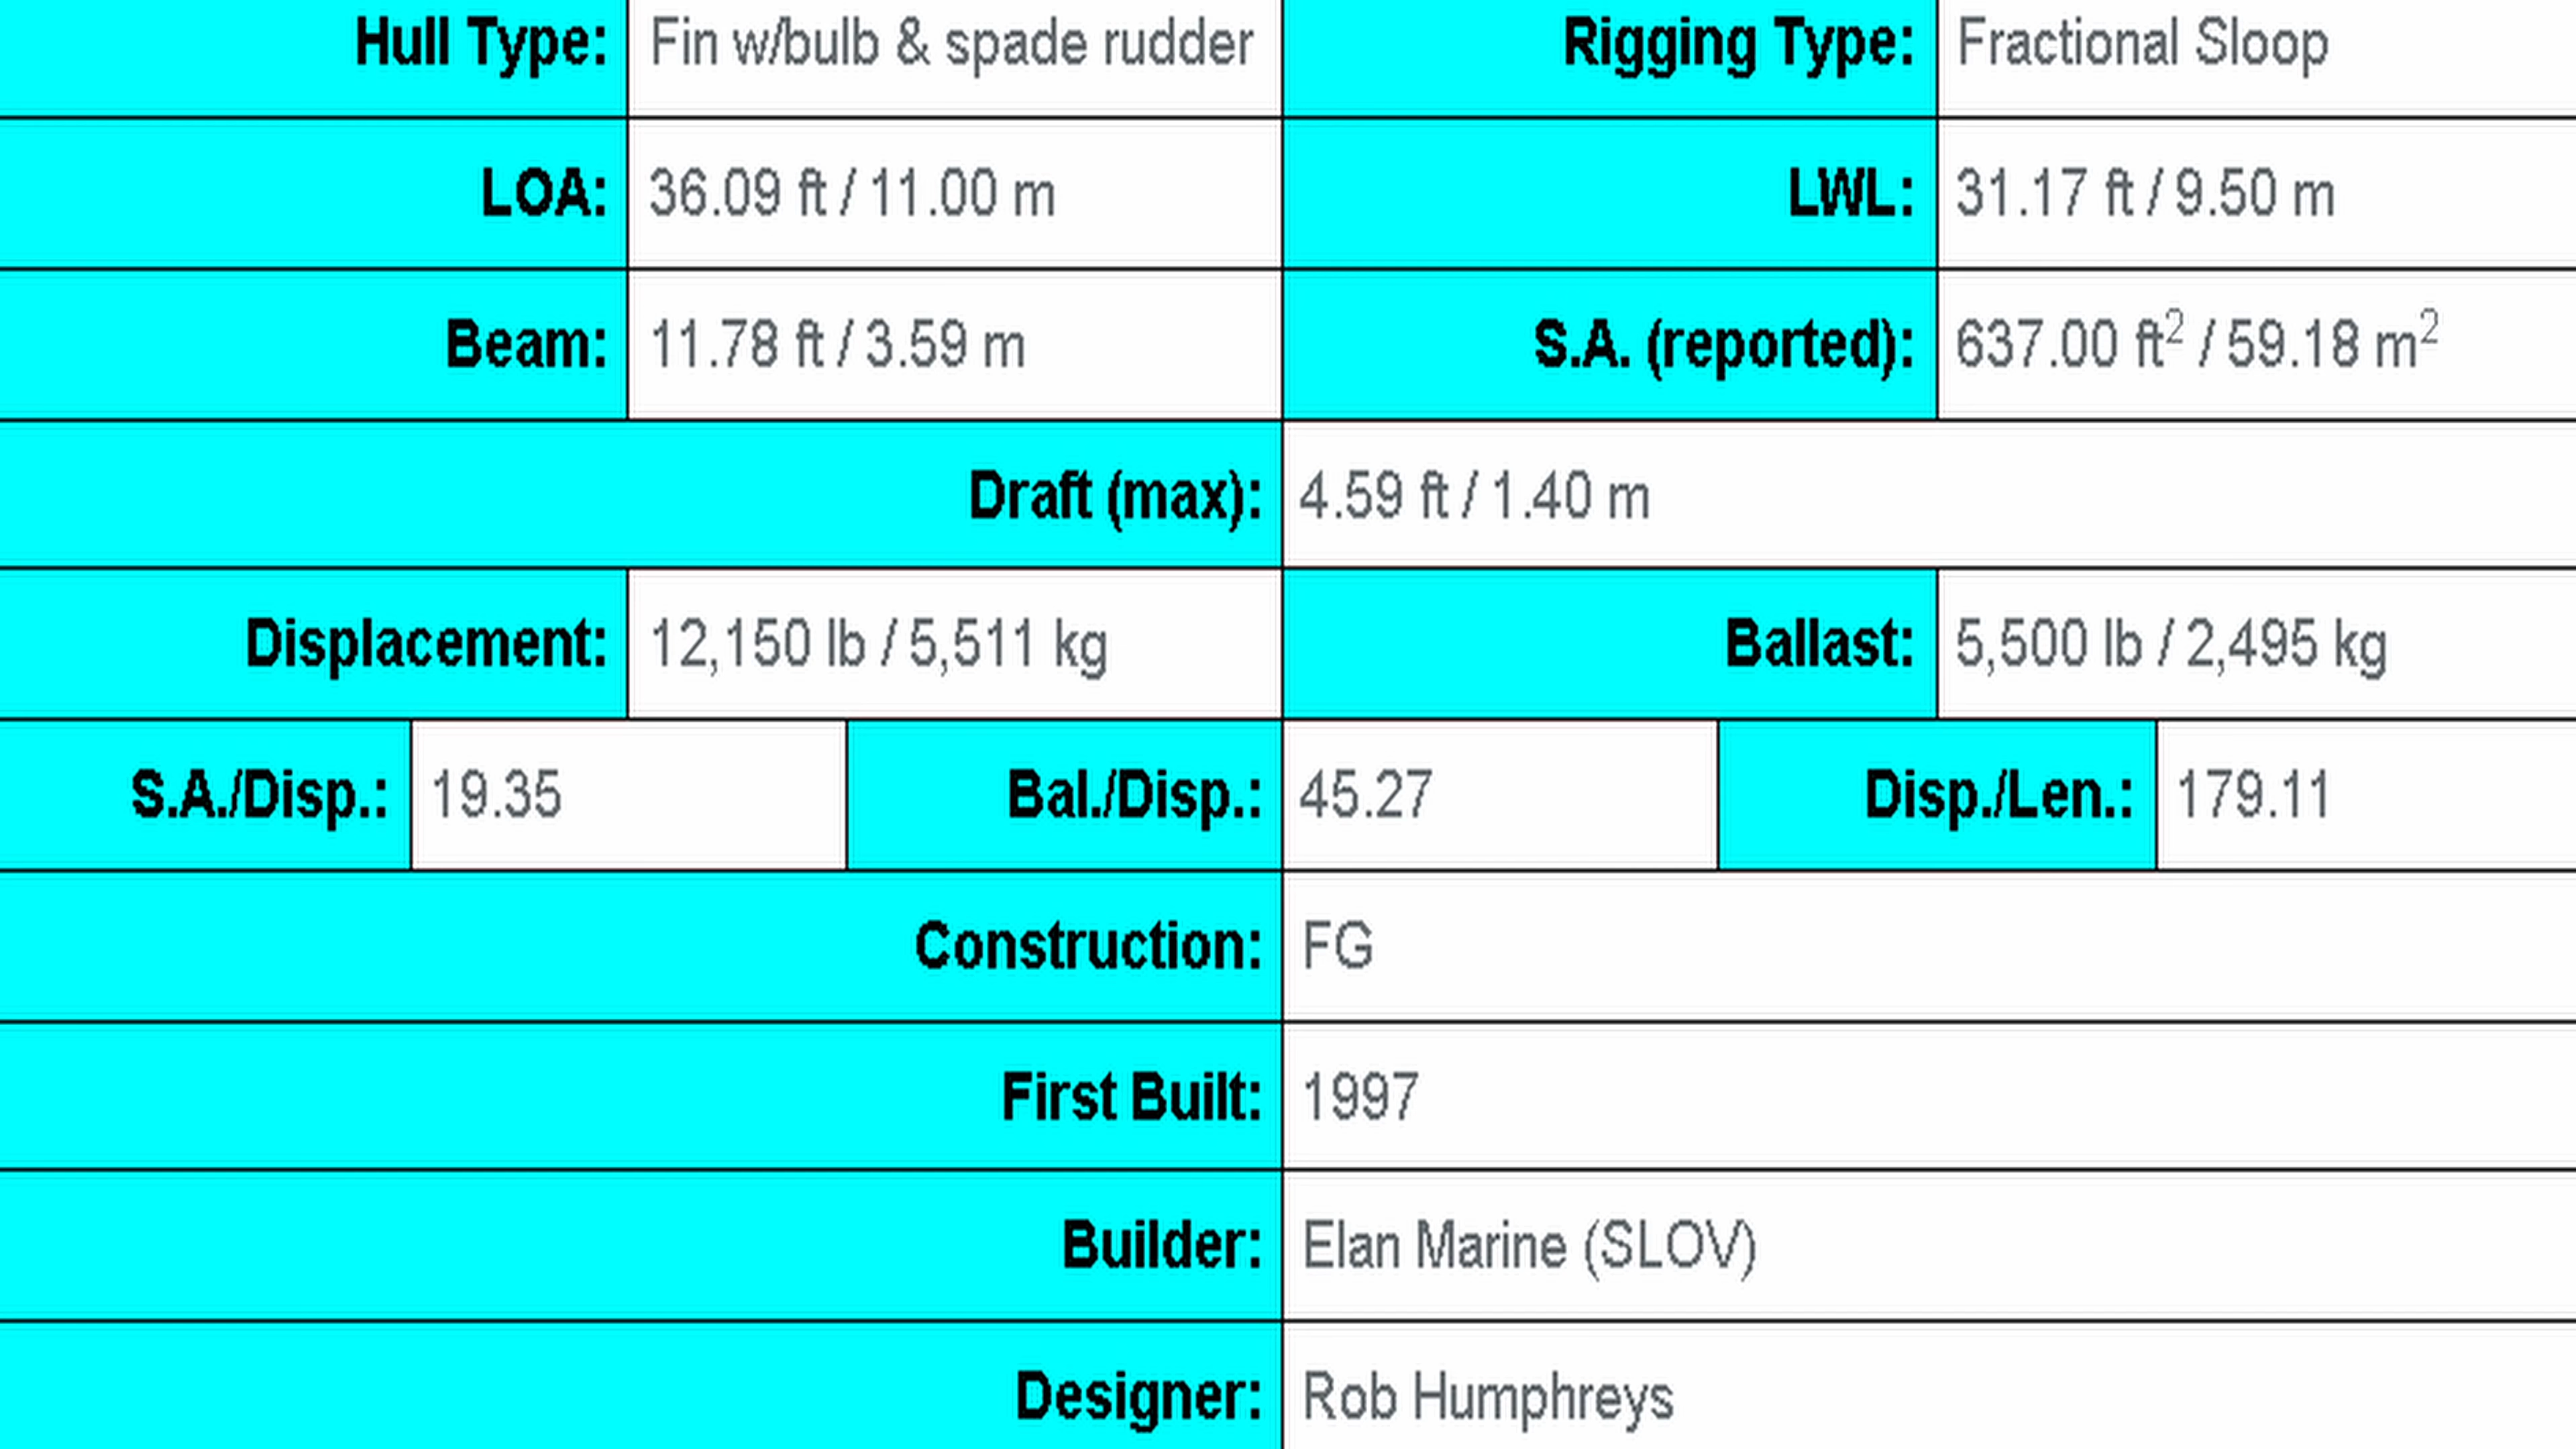 Hull Type: Fin w/bulb & spade rudder Rigging Type: Fractional Sloop
LOA: 36.09 ft / 11.00 m LWL: 31.17 ft / 9.50 m
Beam: 11.78 ft / 3.59 m S.A. (reported): 637.00 ft² / 59.18 m²
Draft (max): 4.59 ft / 1.40 m
Displacement: 12,150 lb / 5,511 kg Ballast: 5,500 lb / 2,495 kg
S.A./Disp.: 19.35 Bal./Disp.: 45.27 Disp./Len.: 179.11
Construction: FG
First Built: 1997
Builder: Elan Marine (SLOV)
Designer: Rob Humphreys